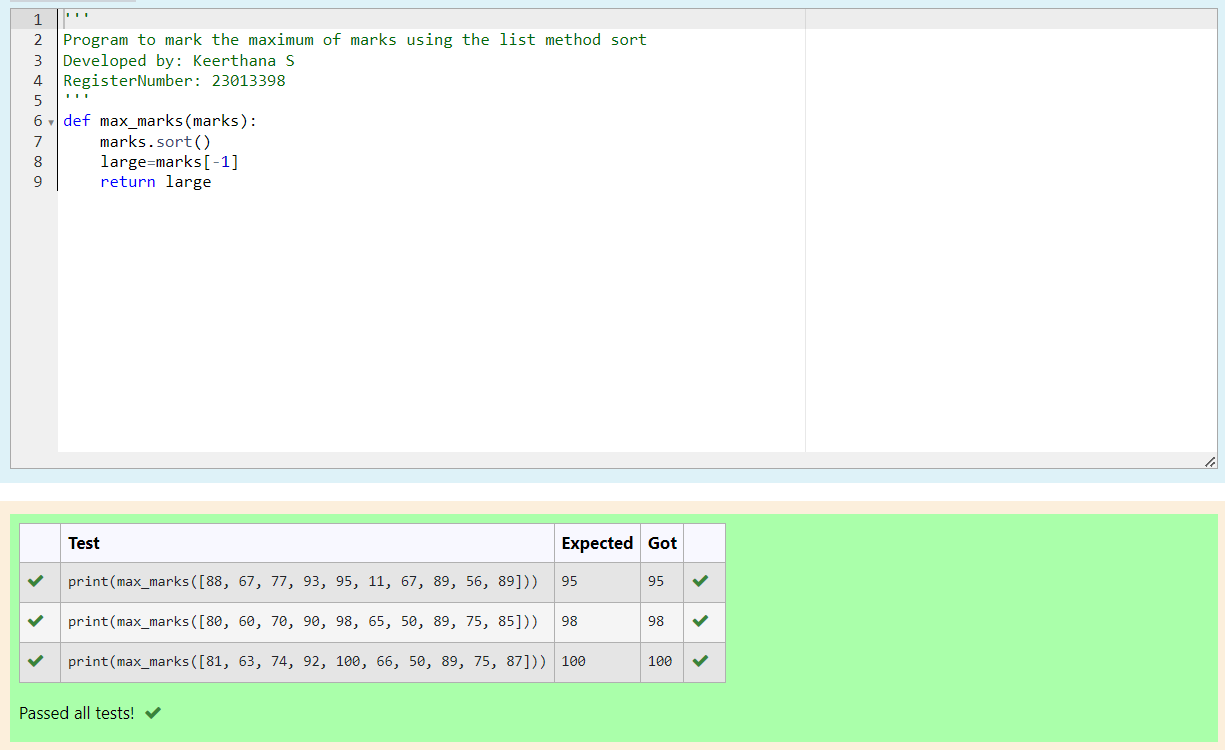 1 '''
2 Program to mark the maximum of marks using the list method sort
3 Developed by: Keerthana S
4 RegisterNumber: 23013398
5 '''
6 def max_marks(marks):
7     marks.sort()
8     large=marks[-1]
9     return large
Test Expected Got
print(max_marks([88, 67, 77, 93, 95, 11, 67, 89, 56, 89])) 95 95
print(max_marks([80, 60, 70, 90, 98, 65, 50, 89, 75, 85])) 98 98
print(max_marks([81, 63, 74, 92, 100, 66, 50, 89, 75, 87])) 100 100
Passed all tests!